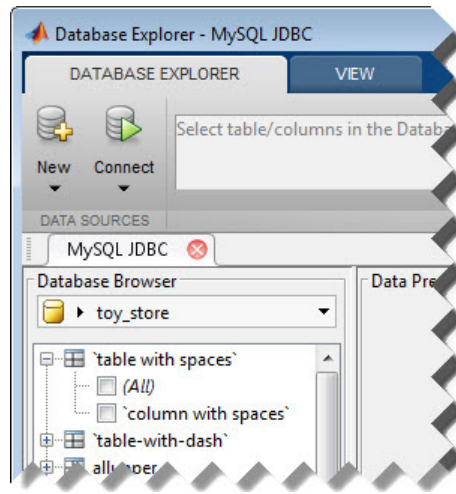 Database Explorer - MySQL JDBC
DATABASE EXPLORER VIEW
Select table/columns in the Databa
New Connect
DATA SOURCES
MySQL JDBC
Database Browser
Data Pre
toy_store
`table with spaces`
(All)
`column with spaces`
`table-with-dash`